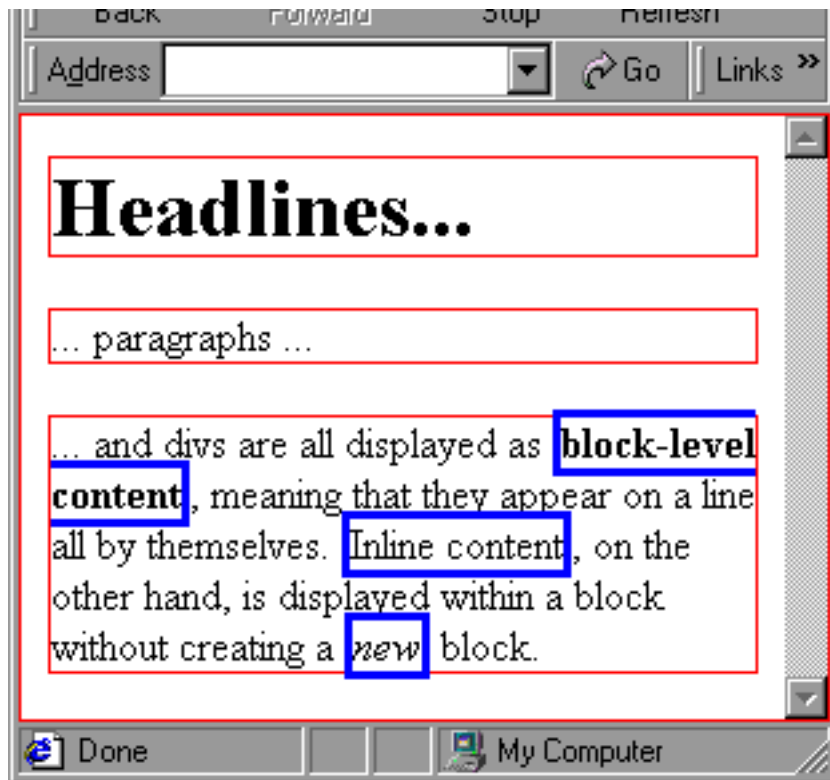 Back Forward Stop Refresh
Address Go Links »
Headlines...
... paragraphs ...
... and divs are all displayed as block-level
content, meaning that they appear on a line
all by themselves. Inline content, on the
other hand, is displayed within a block
without creating a new block.
Done My Computer